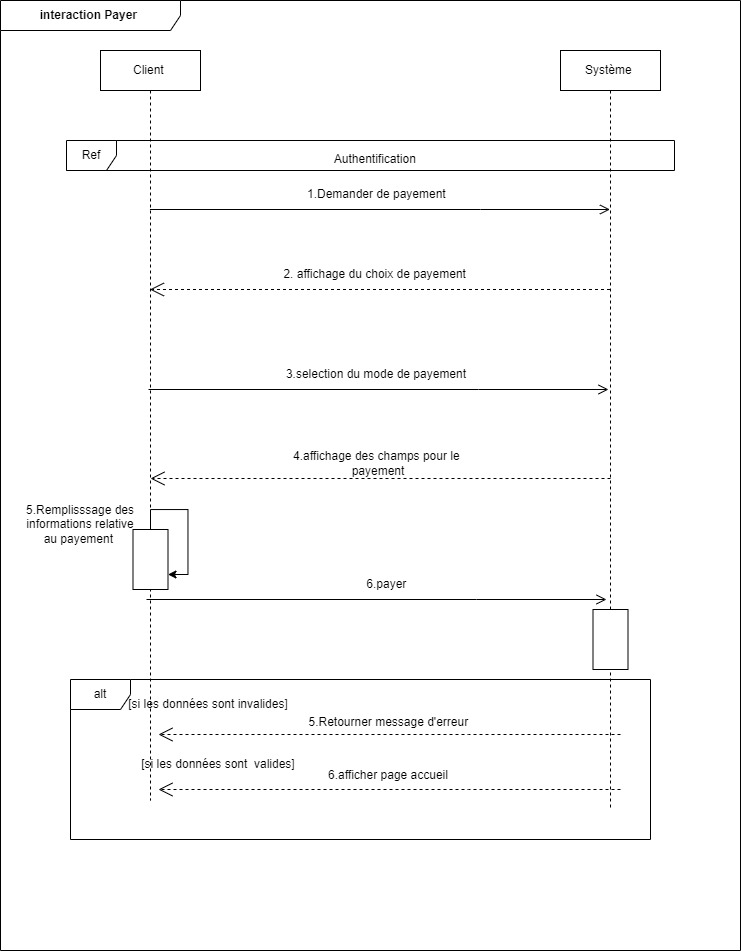 interaction Payer
Client
Système
Ref
Authentification
1.Demander de payement
2. affichage du choix de payement
3.selection du mode de payement
4.affichage des champs pour le
payement
5.Remplisssage des
informations relative
au payement
6.payer
alt
[si les données sont invalides]
5.Retourner message d'erreur
[si les données sont  valides]
6.afficher page accueil